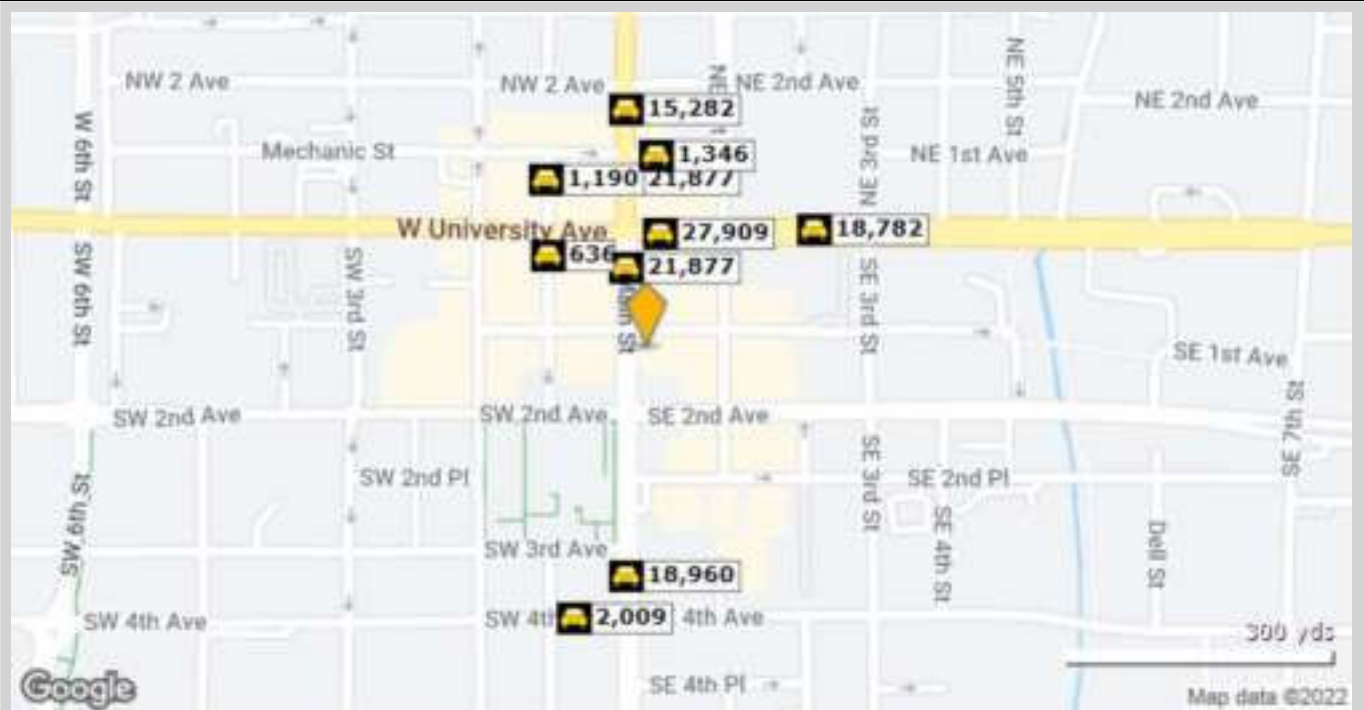 NW 2 Ave
NW 2 Ave
NE
NE 2nd Ave
NE 5th St
NE 2nd Ave
15,282
W 6th St
Mechanic St
1,346
NE 3rd St
NE 1st Ave
1,190
21,877
W University Ave
27,909
18,782
636
21,877
SW 6th St
SW 3rd St
SE 3rd St
SE 1st Ave
SW 2nd Ave
SW 2nd Ave
SE 2nd Ave
SE 7th St
SW 2nd Pl
SE 3rd St
SE 2nd Pl
SW 6th St
SW 3rd Ave
SE 4th St
Dell St
18,960
SW 4th Ave
SW 4th
2,009
4th Ave
300 yds
Google
SE 4th Pl
Map data ©2022